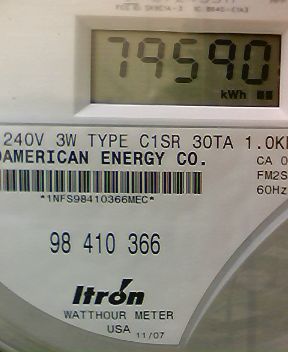 79590
kWh
240V 3W TYPE C1SR 30TA 1.0K
AMERICAN ENERGY CO.
CA 0
FM2S
60Hz
*1NFS98410366MEC*
98 410 366
Itron
WATTHOUR METER
USA 11/07